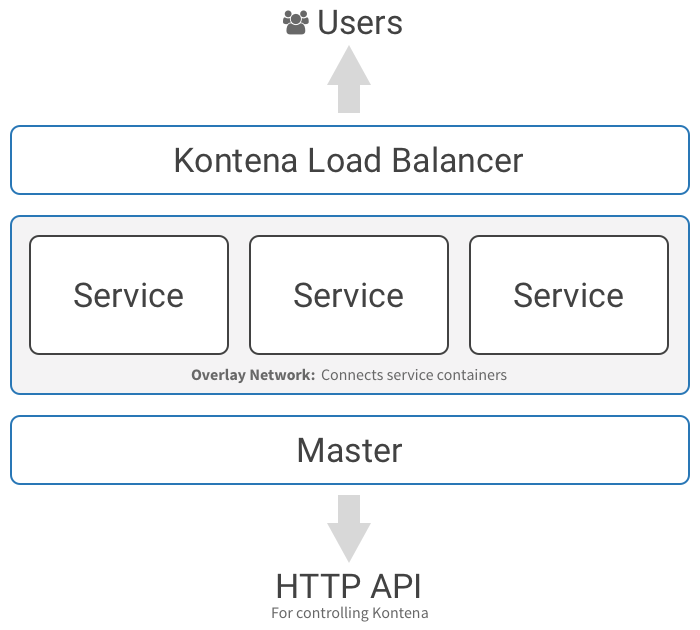 Users
Kontena Load Balancer
Service
Service
Service
Overlay Network: Connects service containers
Master
HTTP API
For controlling Kontena